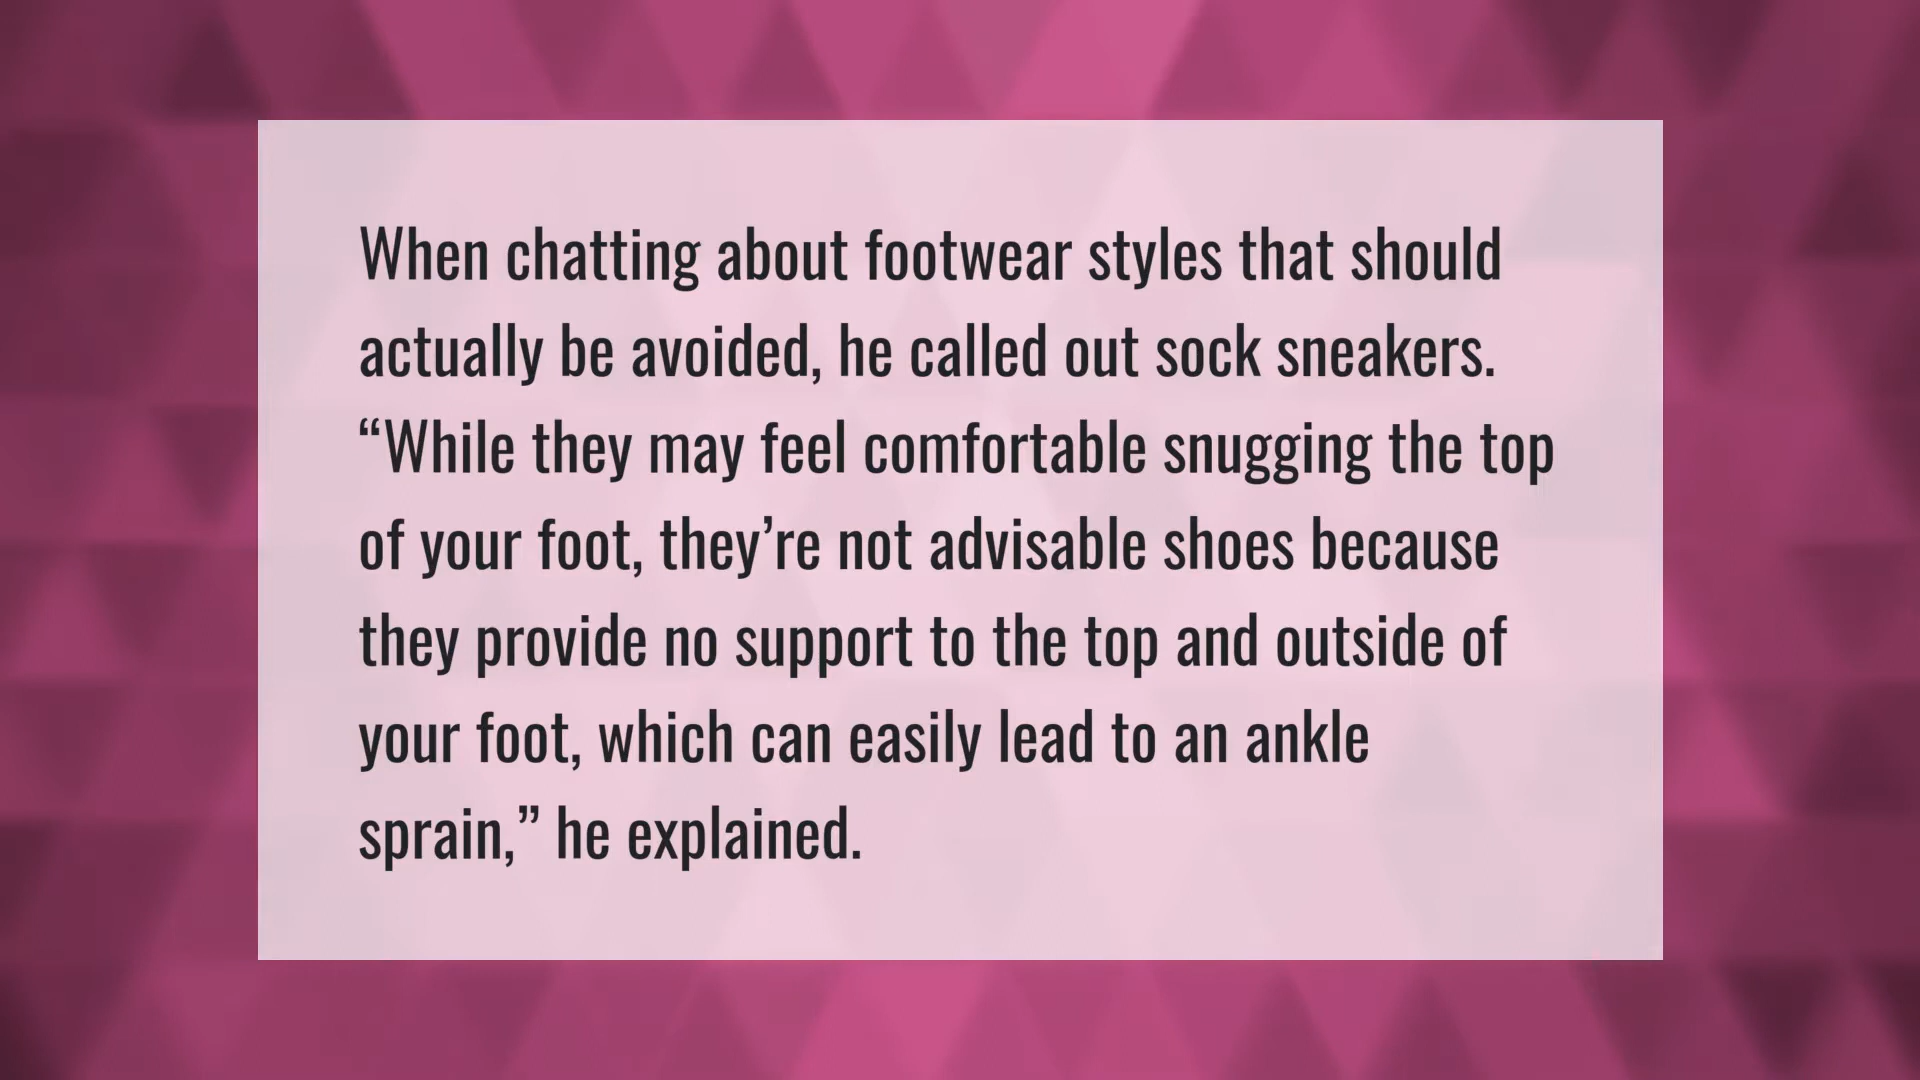 When chatting about footwear styles that should
actually be avoided, he called out sock sneakers.
“While they may feel comfortable snugging the top
of your foot, they’re not advisable shoes because
they provide no support to the top and outside of
your foot, which can easily lead to an ankle
sprain,” he explained.